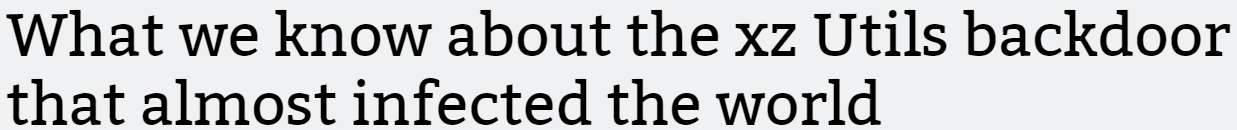 What we know about the xz Utils backdoor
that almost infected the world